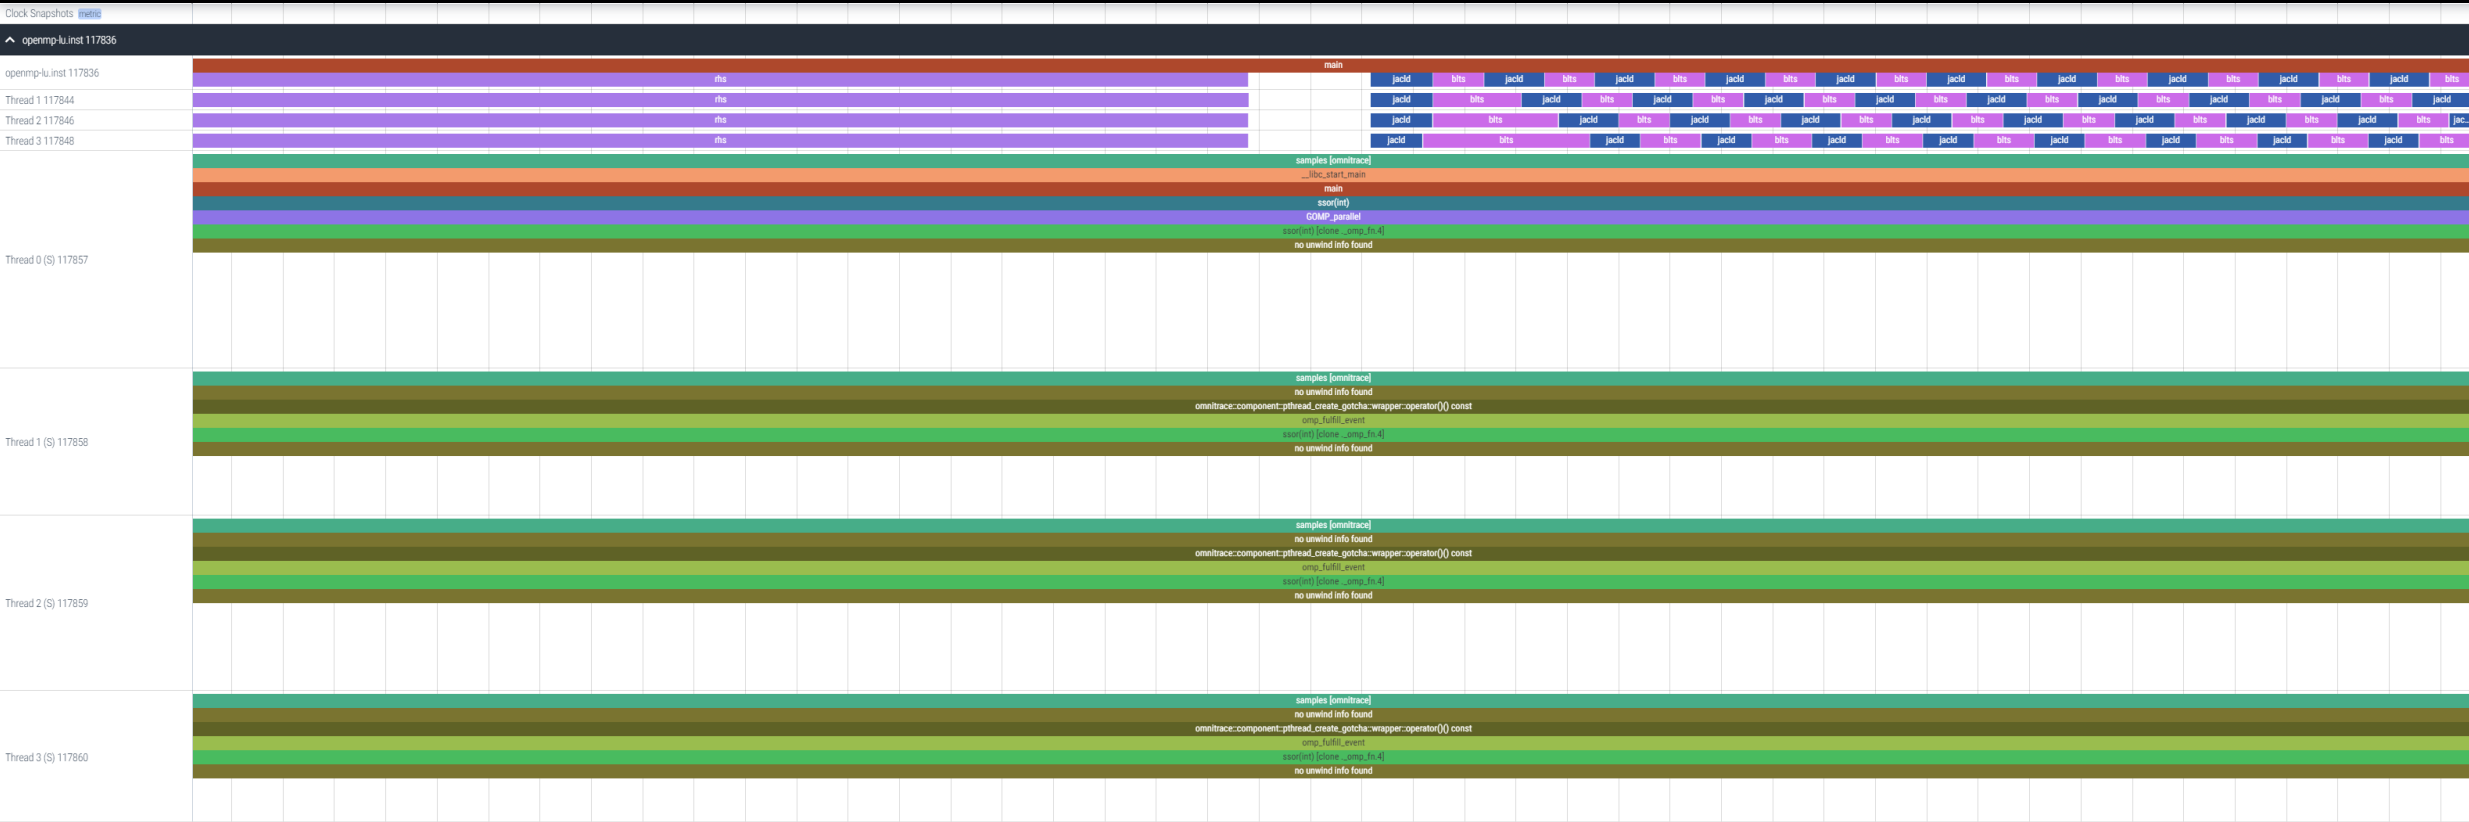 Clock Snapshots metric
openmp-lu.inst 117836
openmp-lu.inst 117836 main
rhs jacld blts jacld blts jacld blts jacld blts jacld blts jacld blts jacld blts jacld blts jacld blts jacld blts
Thread 1 117844 rhs jacld blts jacld blts jacld blts jacld blts jacld blts jacld blts jacld blts jacld blts jacld blts jacld
Thread 2 117846 rhs jacld blts jacld blts jacld blts jacld blts jacld blts jacld blts jacld blts jacld blts jacld blts jac...
Thread 3 117848 rhs jacld blts jacld blts jacld blts jacld blts jacld blts jacld blts jacld blts jacld blts jacld blts
samples [omnitrace]
__libc_start_main
main
ssor(int)
GOMP_parallel
ssor(int) [clone ._omp_fn.4]
no unwind info found
Thread 0 (S) 117857
samples [omnitrace]
no unwind info found
omnitrace::component::pthread_create_gotcha::wrapper::operator()() const
omp_fulfill_event
ssor(int) [clone ._omp_fn.4]
Thread 1 (S) 117858
no unwind info found
samples [omnitrace]
no unwind info found
omnitrace::component::pthread_create_gotcha::wrapper::operator()() const
omp_fulfill_event
ssor(int) [clone ._omp_fn.4]
no unwind info found
Thread 2 (S) 117859
samples [omnitrace]
no unwind info found
omnitrace::component::pthread_create_gotcha::wrapper::operator()() const
omp_fulfill_event
ssor(int) [clone ._omp_fn.4]
Thread 3 (S) 117860
no unwind info found